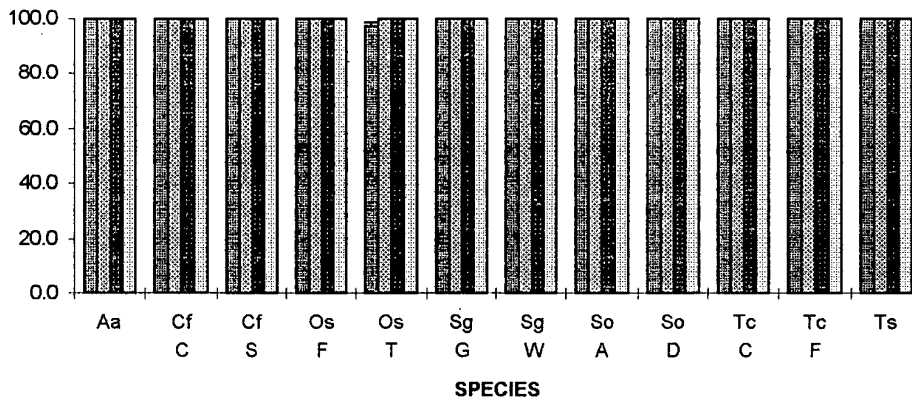 100.0
80.0
60.0
40.0
20.0
0.0
Aa Cf Cf Os Os Sg Sg So So Tc Tc Ts
C S F T G W A D C F
SPECIES